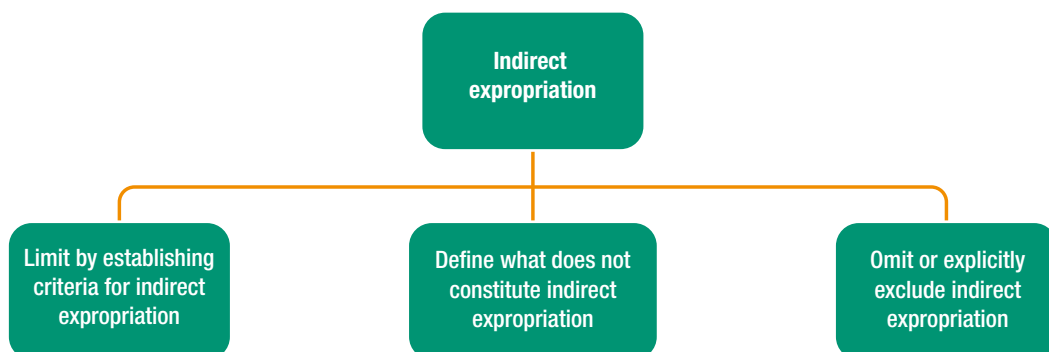 Indirect
expropriation
Limit by establishing
criteria for indirect
expropriation
Define what does not
constitute indirect
expropriation
Omit or explicitly
exclude indirect
expropriation